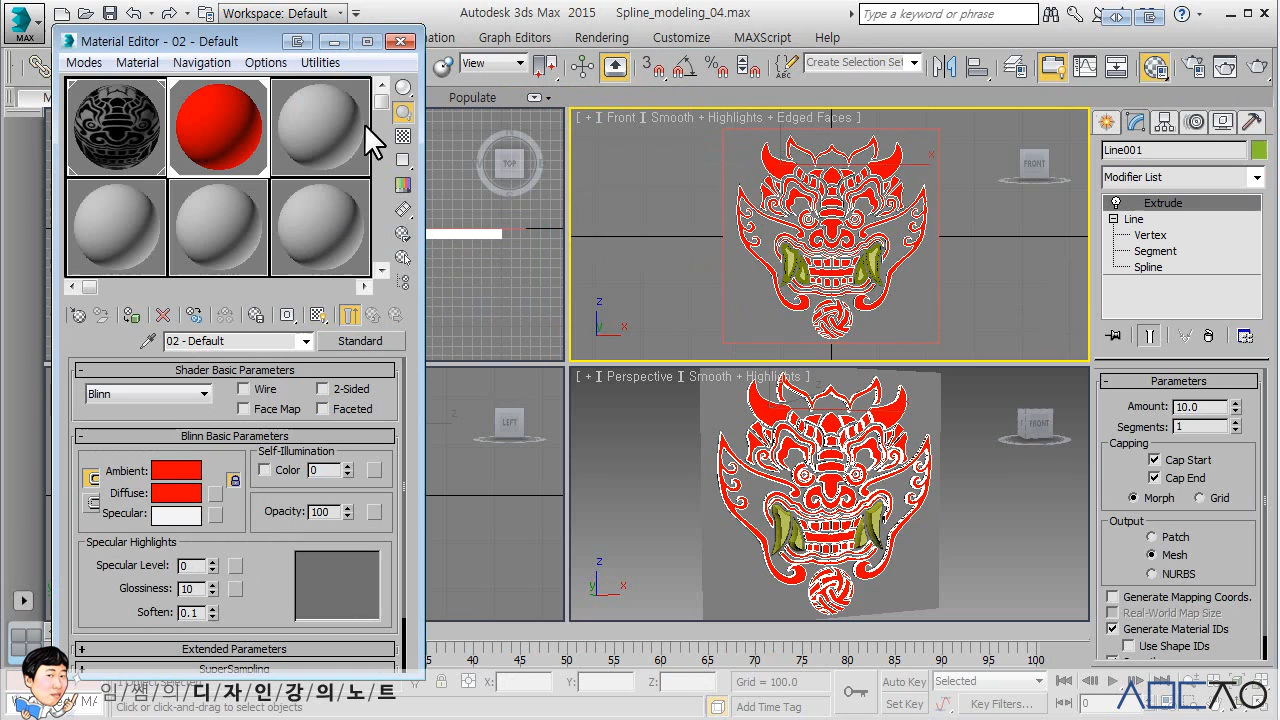 Workspace: Default
Autodesk 3ds Max 2015
Spline_modeling_04.max
Type a keyword or phrase
MAX
Material Editor - 02 - Default
Graph Editors
Rendering
Customize
MAXScript
Help
Modes
Material
Navigation
Options
Utilities
View
Create Selection Set
Populate
[ + ] [ Front ] [ Smooth + Highlights + Edged Faces ]
TOP
FRONT
x
z
y
x
Line001
Modifier List
Extrude
Line
Vertex
Segment
Spline
02 - Default
Standard
Shader Basic Parameters
Blinn
Wire
2-Sided
Face Map
Faceted
Blinn Basic Parameters
Self-Illumination
Ambient:
Color
0
Diffuse:
Specular:
Opacity:
100
Specular Highlights
Specular Level:
0
Glossiness:
10
Soften:
0.1
Extended Parameters
SuperSampling
[ + ] [ Perspective ] [ Smooth + Highlights ]
LEFT
FRONT
z
y
x
Parameters
Amount:
10.0
Segments:
1
Capping
Cap Start
Cap End
Morph
Grid
Output
Patch
Mesh
NURBS
Generate Mapping Coords.
Real-World Map Size
Generate Material IDs
Use Shape IDs
35 40 45 50 55 60 65 70 75 80 85 90 95 100
X:
Y:
Z:
Grid = 100.0
Auto Key
Selected
Set Key
Key Filters...
Add Time Tag
0
Click or click-and-drag to select objects
임/쌤/의/디/자/인/강/의/노/트